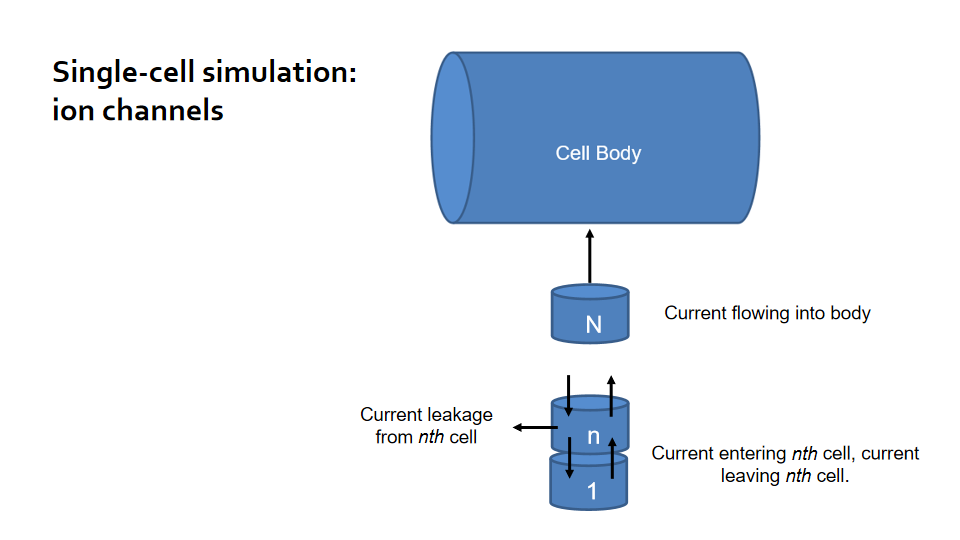 Single-cell simulation:
ion channels
Cell Body
N
Current flowing into body
Current leakage
from nth cell
n
Current entering nth cell, current
leaving nth cell.
1